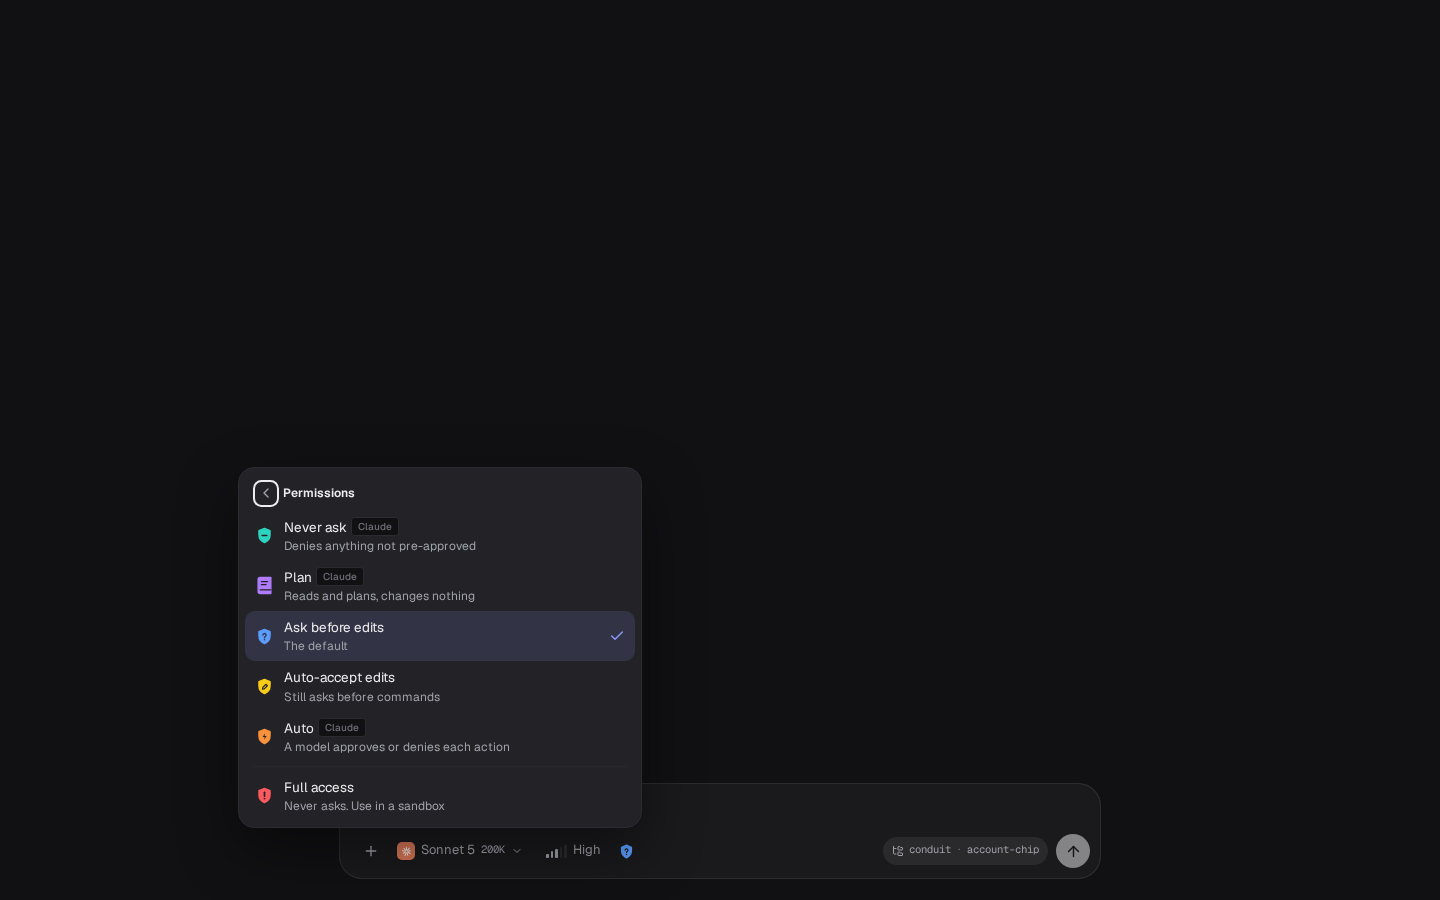 Permissions
Never ask Claude
Denies anything not pre-approved
Plan Claude
Reads and plans, changes nothing
Ask before edits
The default
Auto-accept edits
Still asks before commands
Auto Claude
A model approves or denies each action
Full access
Never asks. Use in a sandbox
Sonnet 5 200K High conduit · account-chip